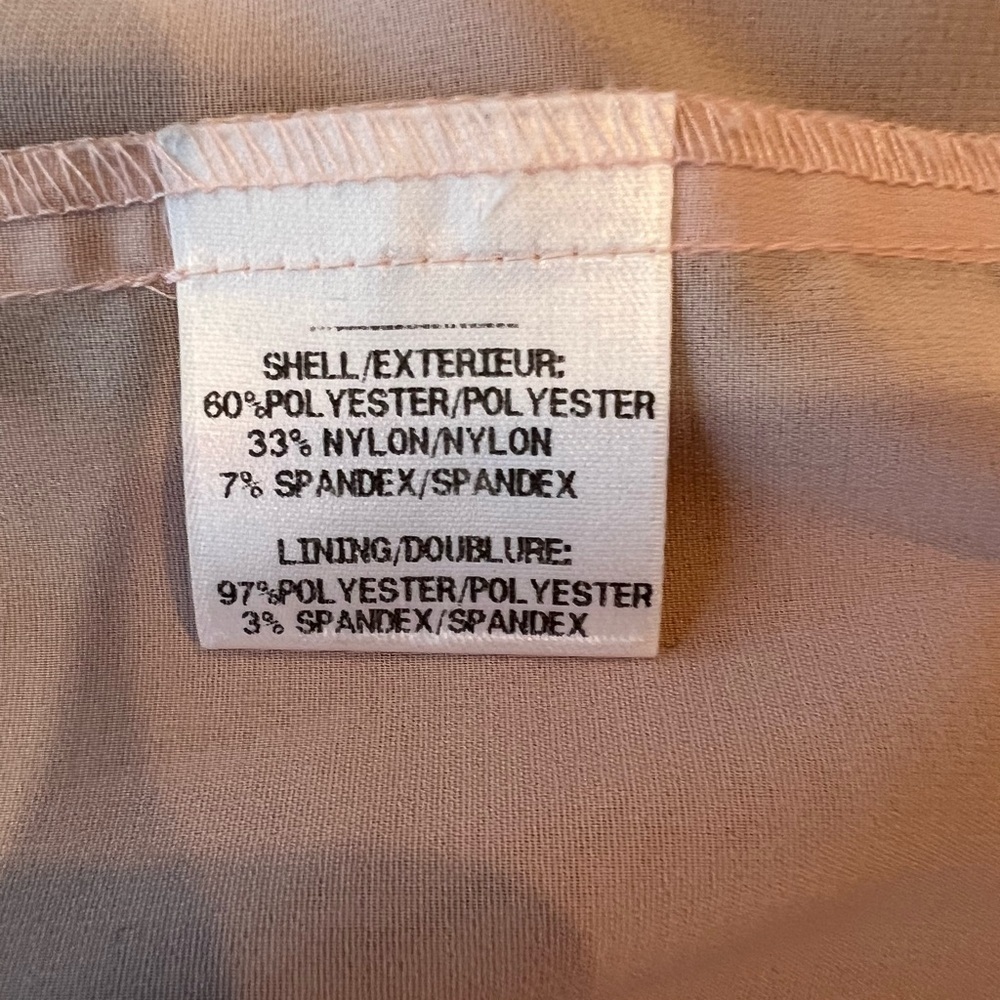 SHELL/EXTERIEUR:
60%POLYESTER/POLYESTER
33% NYLON/NYLON
7% SPANDEX/SPANDEX
LINING/DOUBLURE:
97%POLYESTER/POLYESTER
3% SPANDEX/SPANDEX